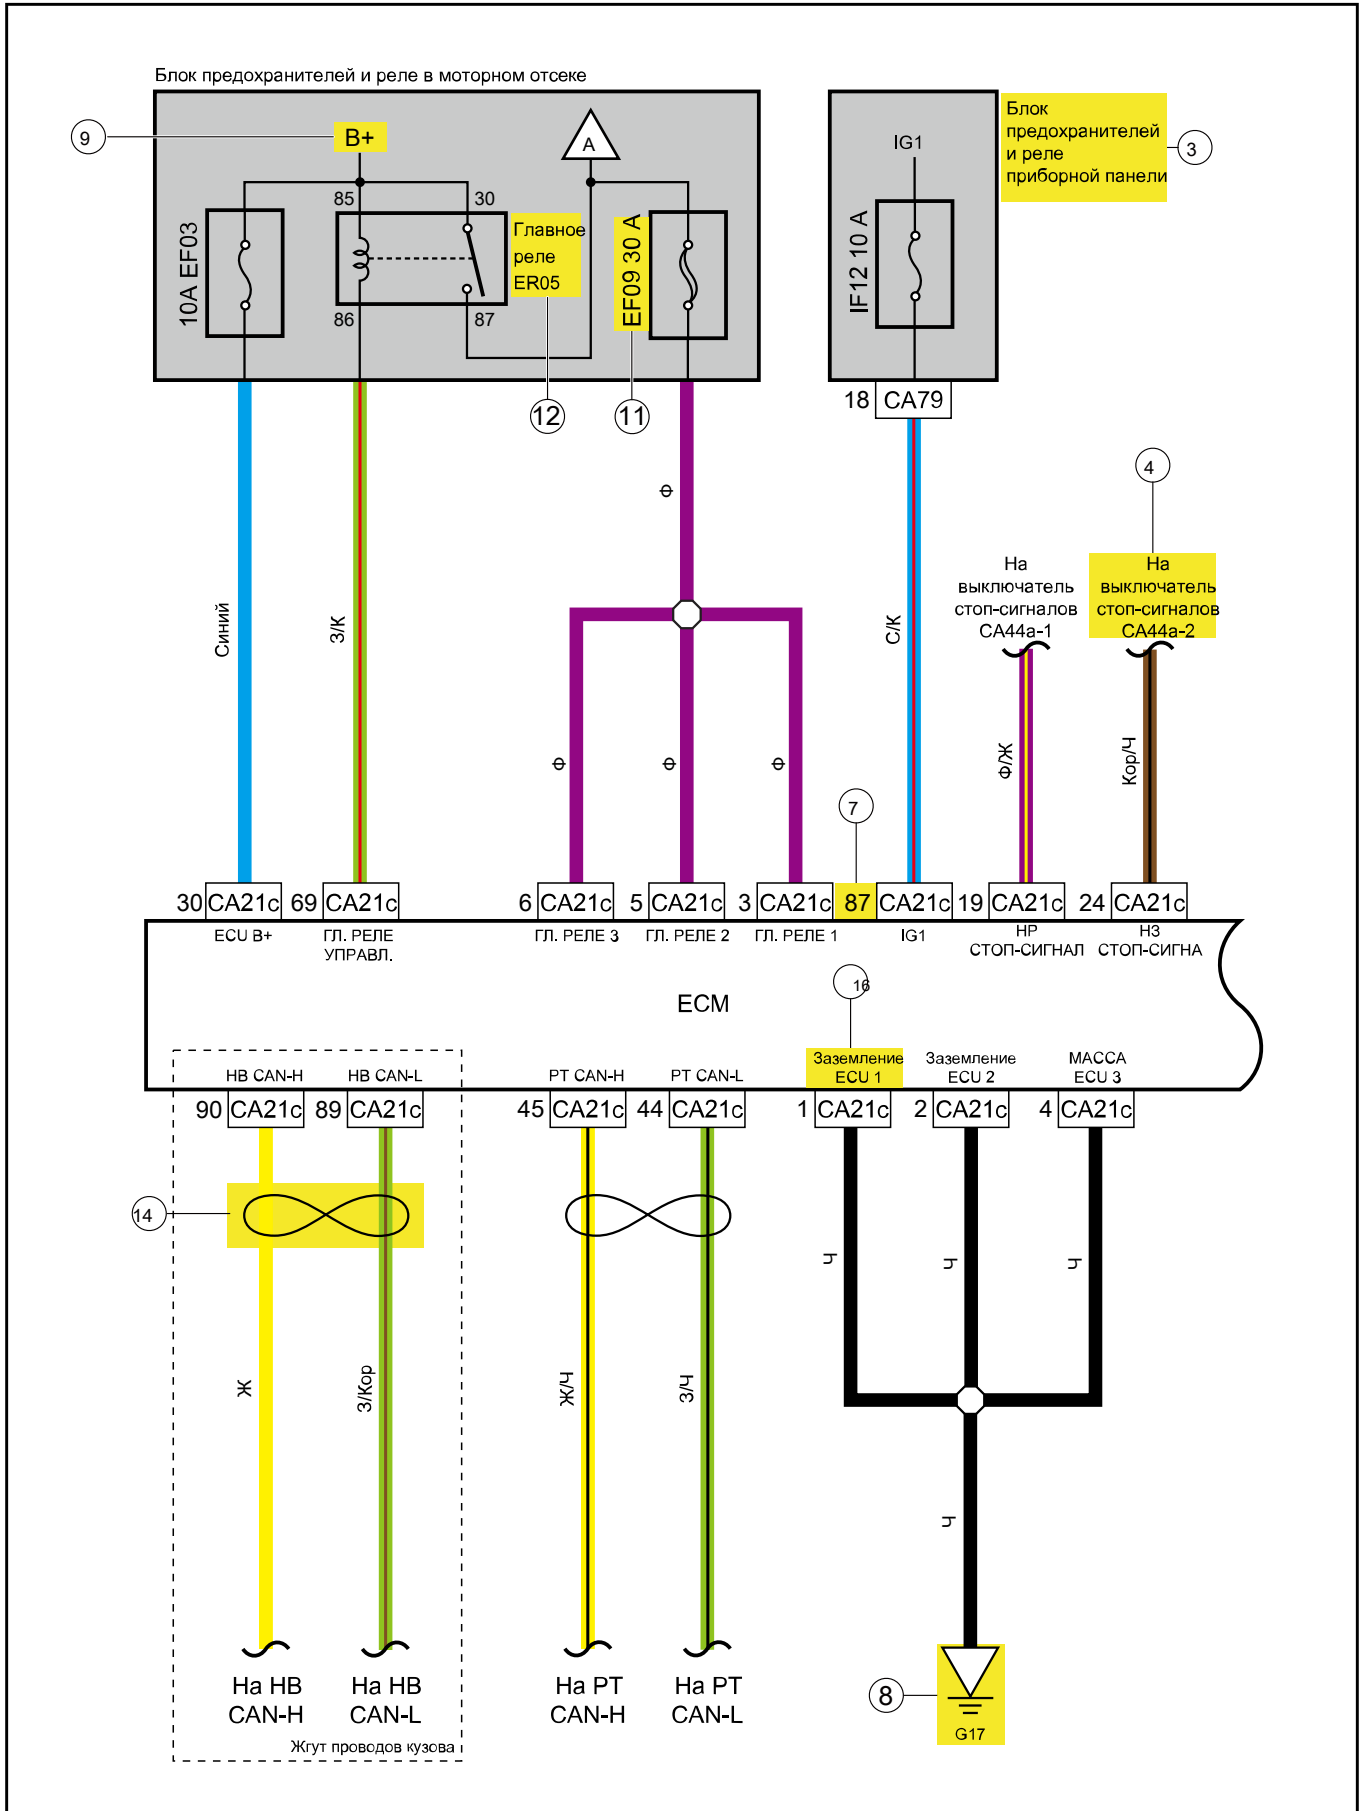 Блок предохранителей и реле в моторном отсеке
9
B+
A
IG1
Блок
предохранителей
и реле
приборной панели
3
85
30
10A EF03
Главное
реле
ER05
EF09 30 A
IF12 10 A
86
87
12
11
18
CA79
4
Ф
На
выключатель
стоп-сигналов
CA44a-1
На
выключатель
стоп-сигналов
CA44a-2
Синий
З/К
С/К
Ф
Ф
Ф
Ф/Ж
Кор/Ч
7
30 CA21c
69 CA21c
6 CA21c
5 CA21c
3 CA21c
87 CA21c
19 CA21c
24 CA21c
ECU B+
ГЛ. РЕЛЕ
УПРАВЛ.
ГЛ. РЕЛЕ 3
ГЛ. РЕЛЕ 2
ГЛ. РЕЛЕ 1
IG1
НР
СТОП-СИГНАЛ
НЗ
СТОП-СИГНА
16
ECM
HB CAN-H
HB CAN-L
PT CAN-H
PT CAN-L
Заземление
ECU 1
Заземление
ECU 2
МАССА
ECU 3
90 CA21c
89 CA21c
45 CA21c
44 CA21c
1 CA21c
2 CA21c
4 CA21c
14
Ч
Ч
Ч
Ж
З/Кор
Ж/Ч
З/Ч
Ч
На HB
CAN-H
На HB
CAN-L
На PT
CAN-H
На PT
CAN-L
8
G17
Жгут проводов кузова